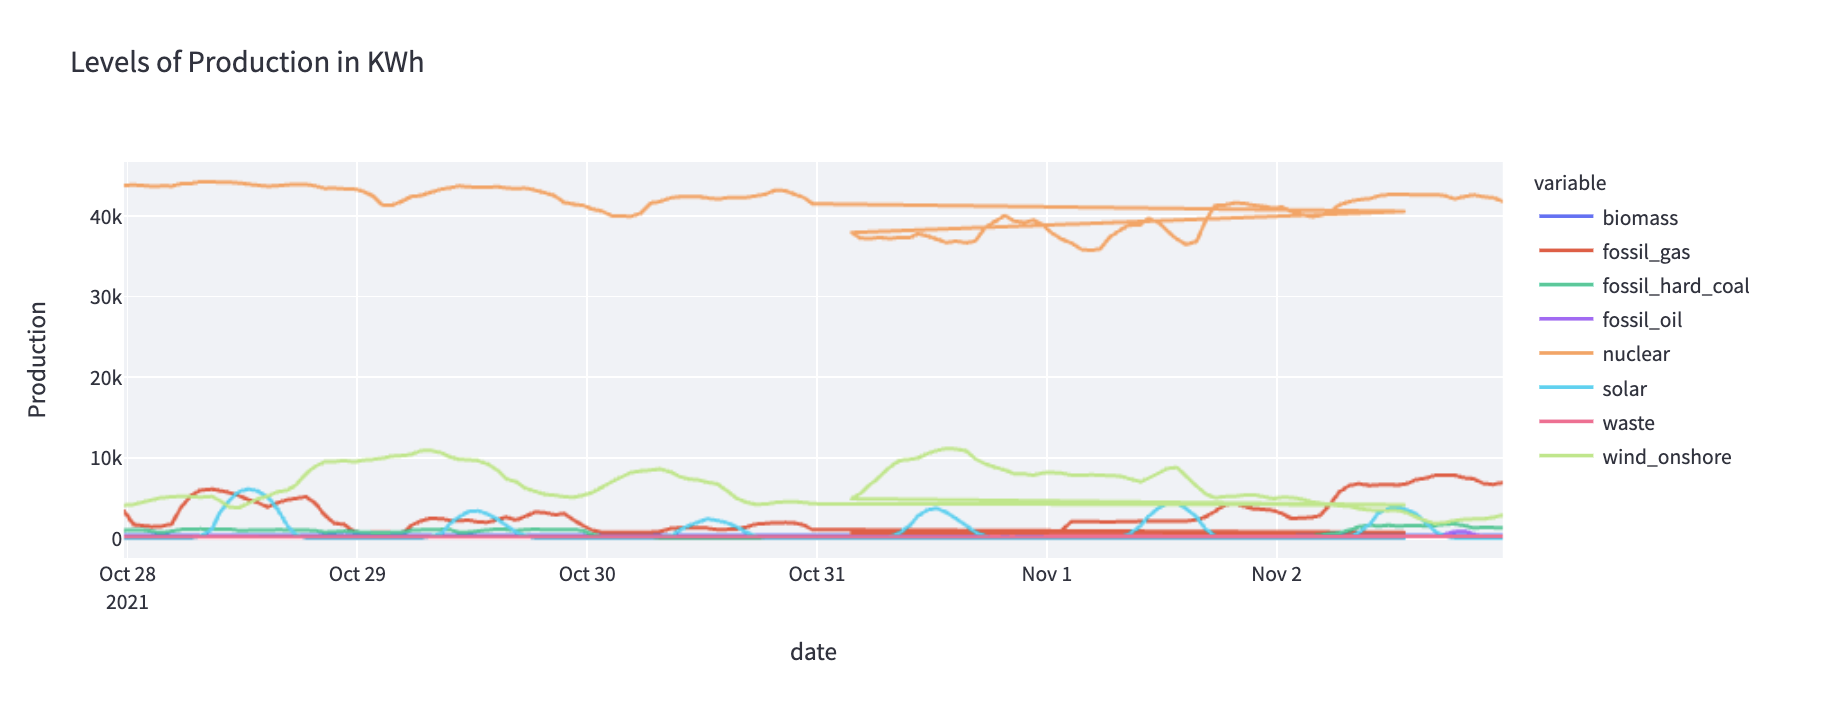 Levels of Production in KWh
variable
biomass
fossil_gas
fossil_hard_coal
fossil_oil
nuclear
solar
waste
wind_onshore
Production
40k
30k
20k
10k
0
Oct 28
2021
Oct 29
Oct 30
Oct 31
Nov 1
Nov 2
date